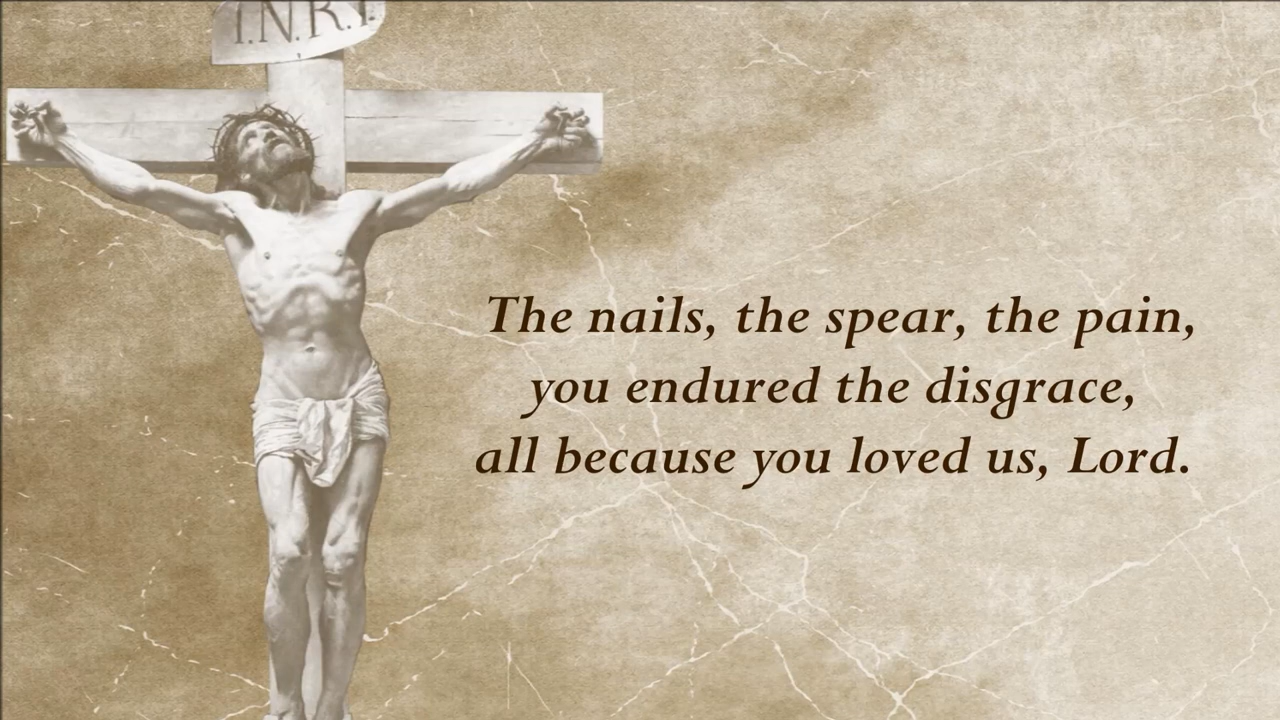 I.N.R.I
The nails, the spear, the pain,
you endured the disgrace,
all because you loved us, Lord.